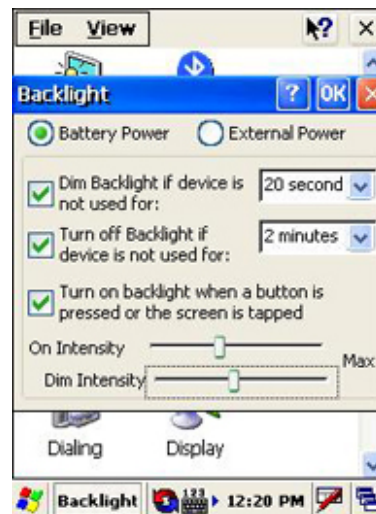 File View
Backlight ? OK ×
Battery Power External Power
Dim Backlight if device is
not used for:
20 second
Turn off Backlight if
device is not used for:
2 minutes
Turn on backlight when a button is
pressed or the screen is tapped
On Intensity
Max
Dim Intensity
Dialing Display
Backlight 123 12:20 PM